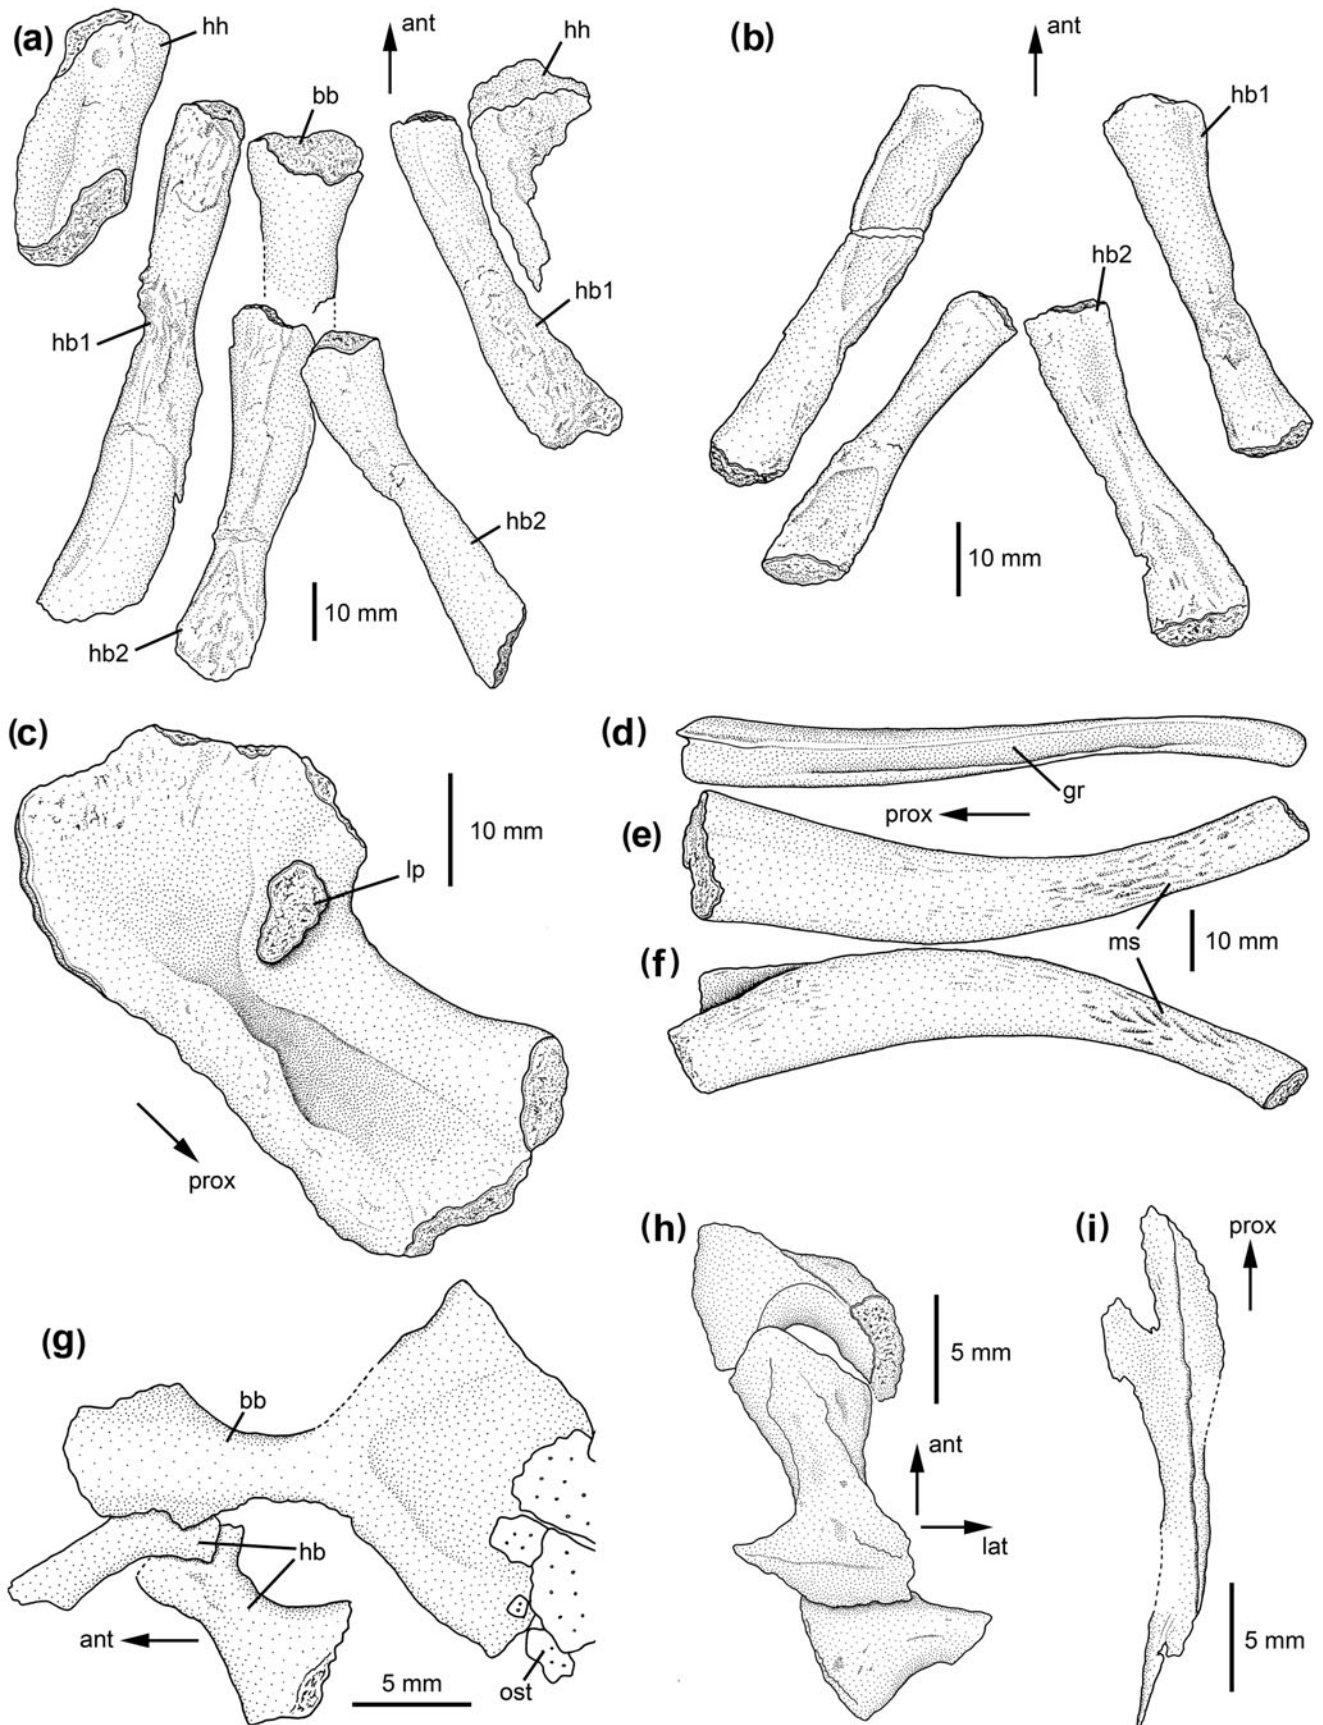 (a)
hh
ant
hh
bb
hb1
hb1
hb2
hb2
10 mm
(b)
ant
hb1
hb2
10 mm
(c)
10 mm
lp
prox
(d)
gr
prox
(e)
ms
10 mm
(f)
(g)
bb
hb
ant
5 mm
ost
(h)
5 mm
ant
lat
(i)
prox
5 mm